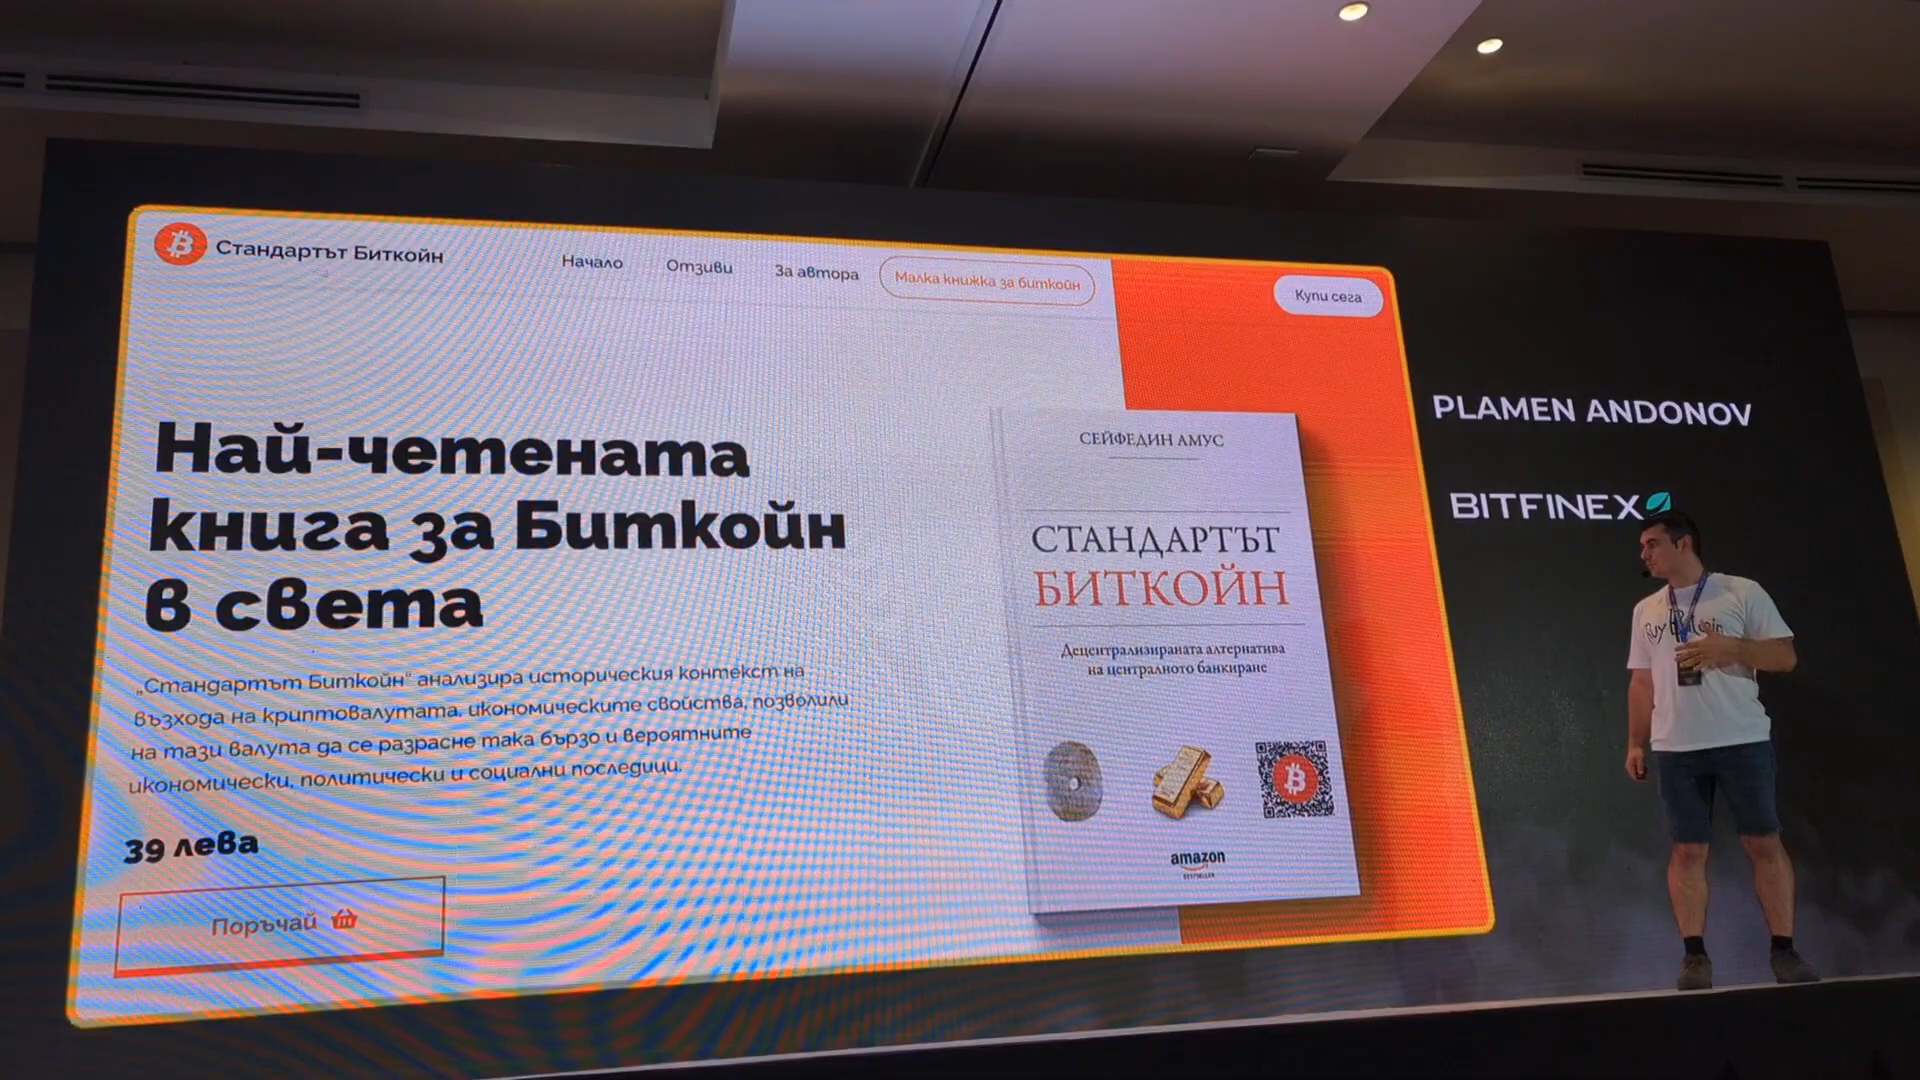 Стандартът Биткойн
Начало
Отзиви
За автора
Малка книжка за биткойн
Купи сега
Най-четената
книга за Биткойн
в света
„Стандартът Биткойн“ анализира историческия контекст на
възхода на криптовалутата, икономическите свойства, позволили
на тази валута да се разрасне така бързо и вероятните
икономически, политически и социални последици.
39 лева
Поръчай
СЕЙФЕДИН АМУС
СТАНДАРТЪТ
БИТКОЙН
Децентрализираната алтернатива
на централното банкиране
amazon
BESTSELLER
PLAMEN ANDONOV
BITFINEX
Buy Bitcoin